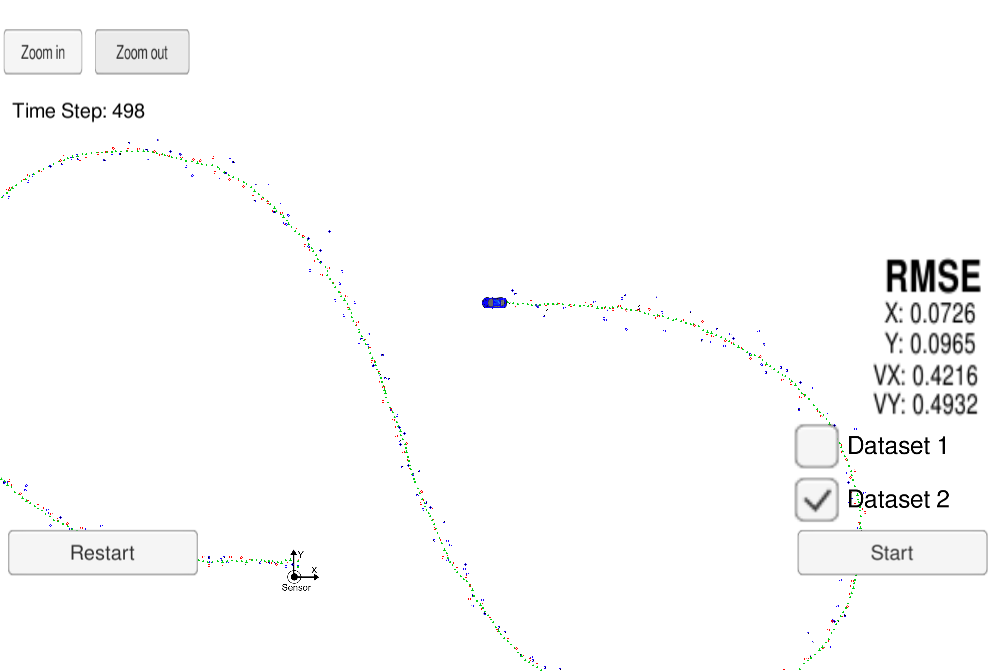 Zoom in
Zoom out
Time Step: 498
RMSE
X: 0.0726
Y: 0.0965
VX: 0.4216
VY: 0.4932
Dataset 1
Dataset 2
Restart
Start
Y
X
Sensor